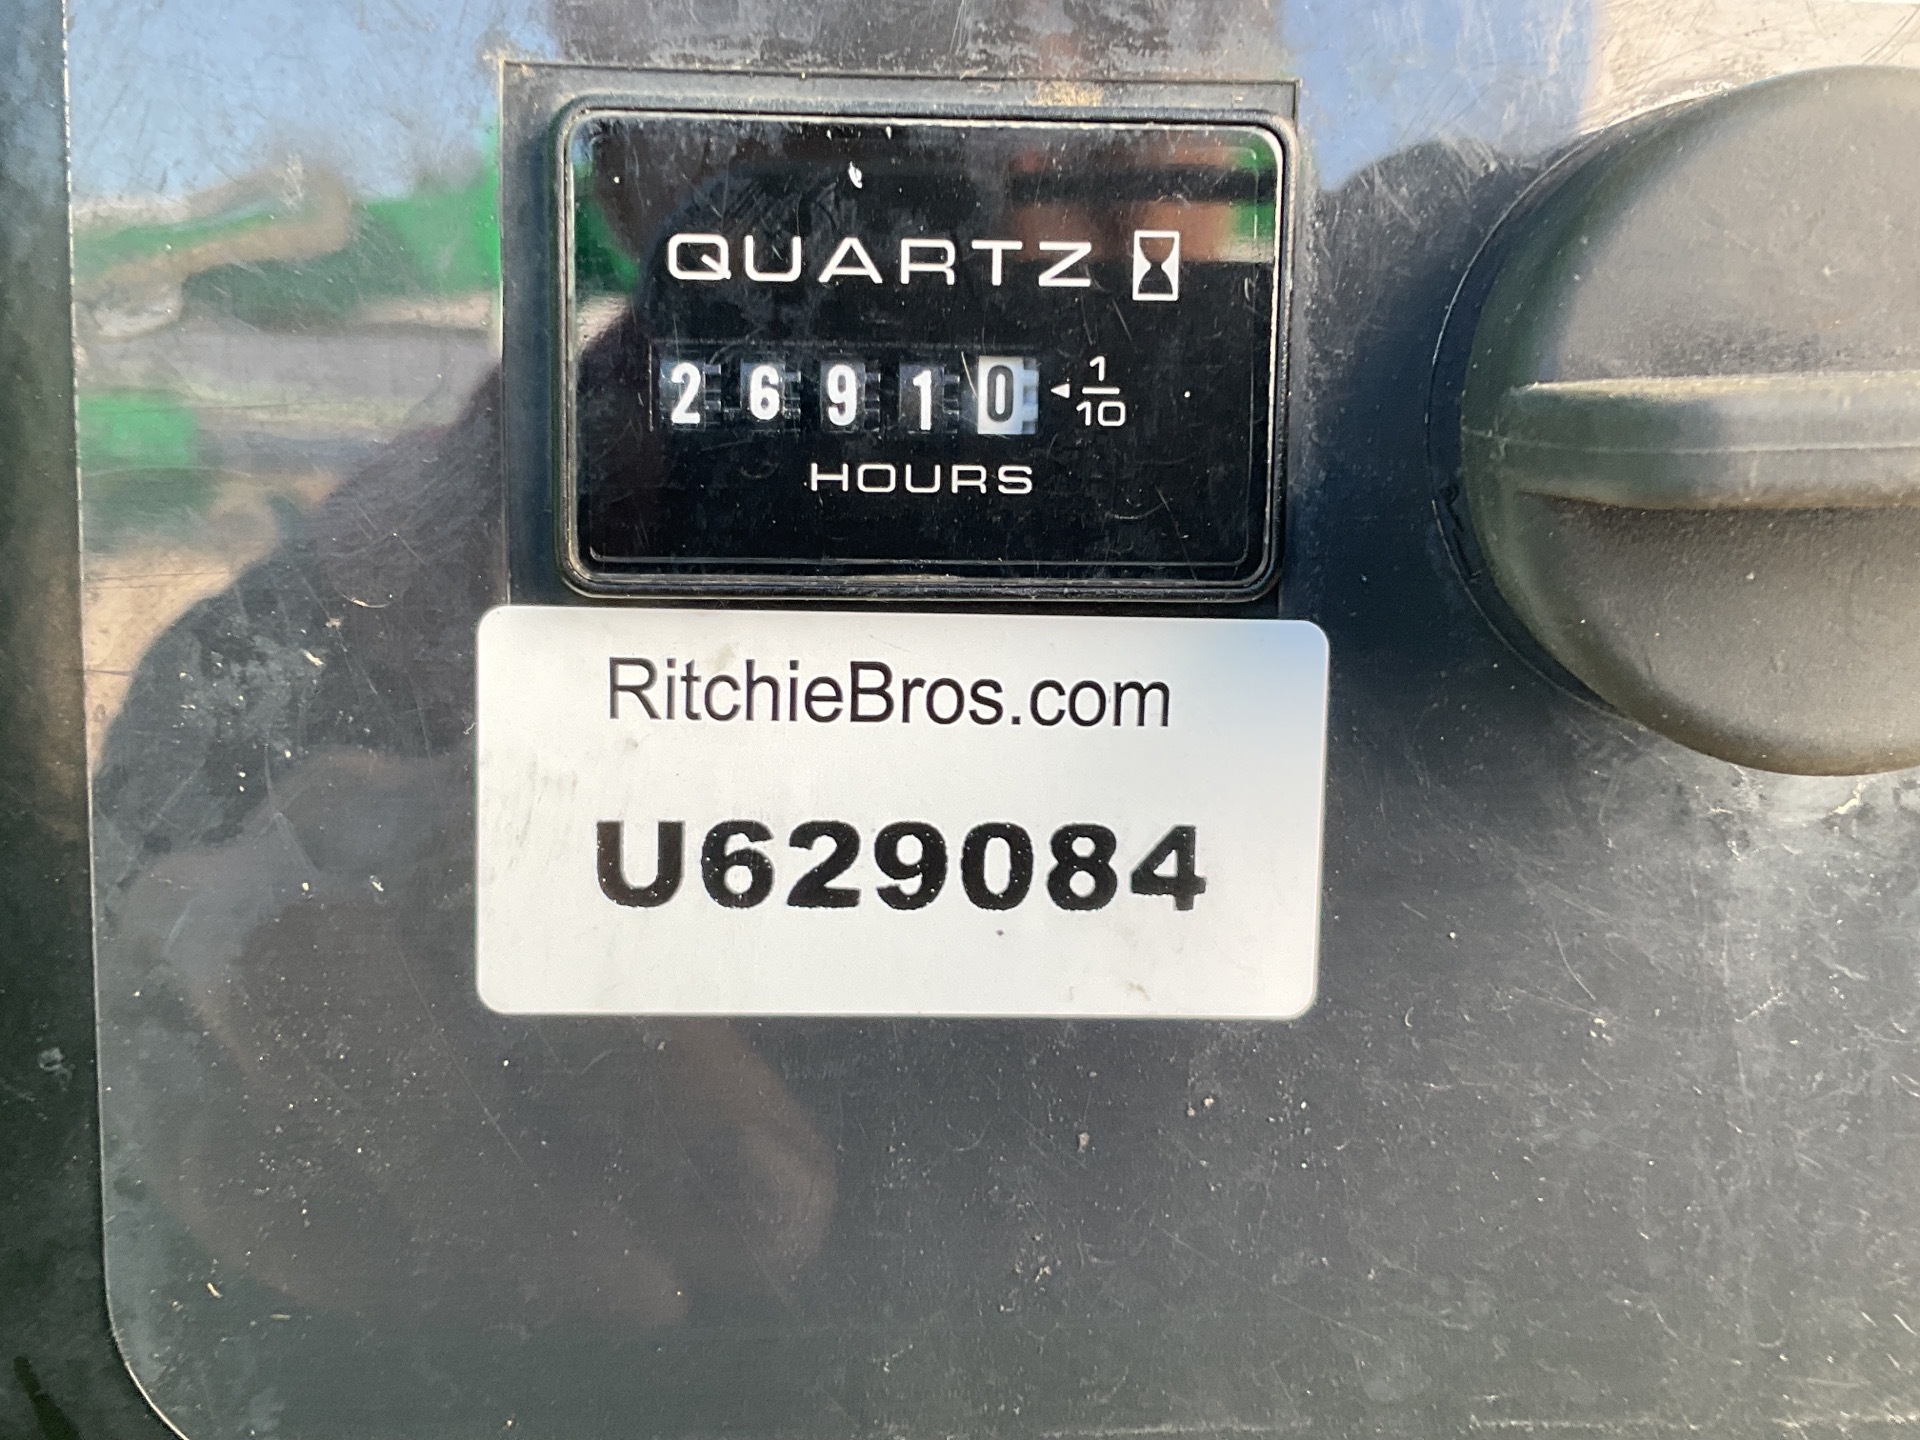 QUARTZ
26910 ◄ 1/10
HOURS
RitchieBros.com
U629084